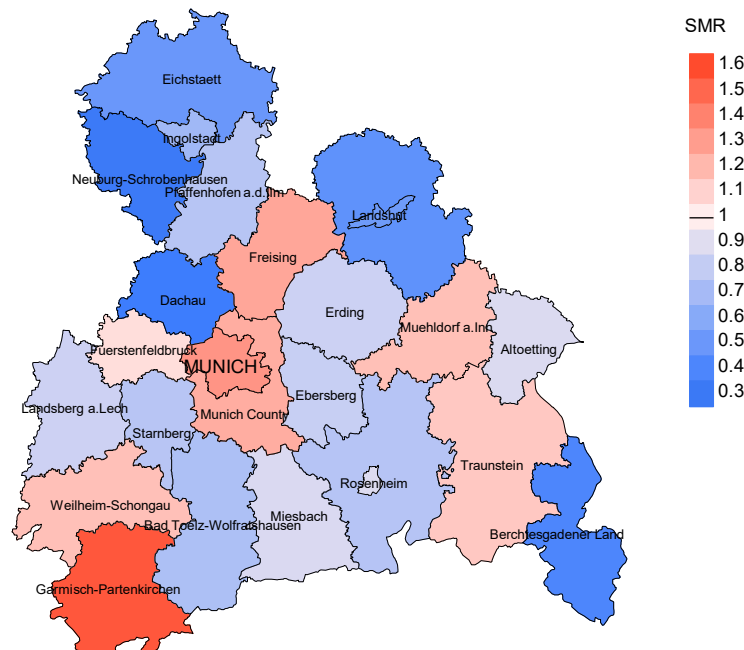 SMR
1.6
1.5
1.4
1.3
1.2
1.1
1
0.9
0.8
0.7
0.6
0.5
0.4
0.3
Eichstaett
Ingolstadt
Neuburg-Schrobenhausen
Pfaffenhofen a.d.Ilm
Landshut
Freising
Dachau
Erding
Muehldorf a.Inn
Fuerstenfeldbruck
Altoetting
MUNICH
Ebersberg
Landsberg a.Lech
Munich County
Starnberg
Traunstein
Rosenheim
Weilheim-Schongau
Miesbach
Bad Toelz-Wolfratshausen
Berchtesgadener Land
Garmisch-Partenkirchen